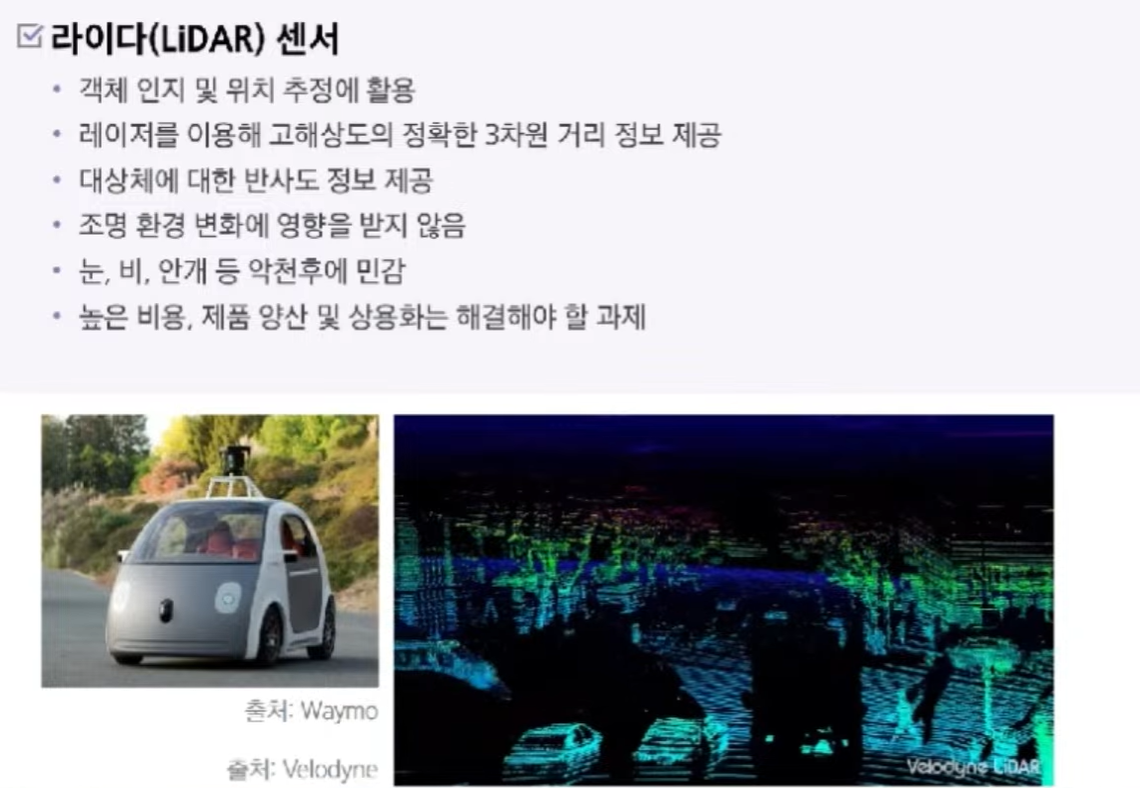 라이다(LiDAR) 센서
• 객체 인지 및 위치 추정에 활용
• 레이저를 이용해 고해상도의 정확한 3차원 거리 정보 제공
• 대상체에 대한 반사도 정보 제공
• 조명 환경 변화에 영향을 받지 않음
• 눈, 비, 안개 등 악천후에 민감
• 높은 비용, 제품 양산 및 상용화는 해결해야 할 과제
출처: Waymo
출처: Velodyne
Velodyne LiDAR